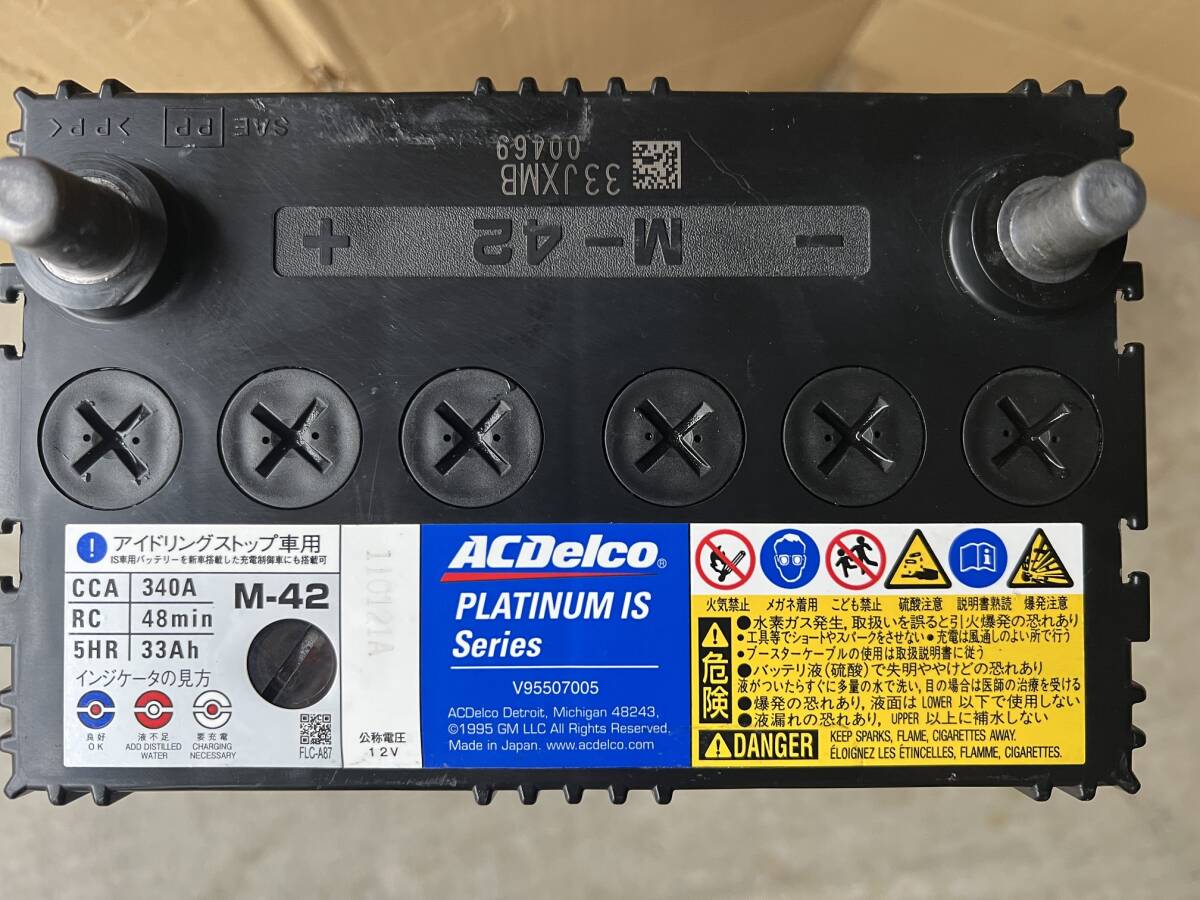 >PP<
PP
SAE
33JXMB
00469
+ M-42 −
! アイドリングストップ車用
IS車用バッテリーを新車搭載した充電制御車にも搭載可
CCA 340A
RC 48min
5HR 33Ah
M-42
インジケータの見方
良好
OK
液不足
ADD DISTILLED
WATER
要充電
CHARGING
NECESSARY
FLC-A87
110121A
公称電圧
12V
ACDelco®
PLATINUM IS
Series
V95507005
ACDelco Detroit, Michigan 48243,
©1995 GM LLC All Rights Reserved.
Made in Japan. www.acdelco.com
火気禁止 メガネ着用 こども禁止 硫酸注意 説明書熟読 爆発注意
危険
●水素ガス発生,取扱いを誤ると引火爆発の恐れあり
●工具等でショートやスパークをさせない ●充電は風通しのよい所で行う
●ブースターケーブルの使用は取扱説明書に従う
●バッテリ液(硫酸)で失明ややけどの恐れあり
液がついたらすぐに多量の水で洗い,目の場合は医師の治療を受ける
●爆発の恐れあり,液面は LOWER 以下で使用しない
●液漏れの恐れあり, UPPER 以上に補水しない
DANGER
KEEP SPARKS, FLAME, CIGARETTES AWAY.
ÉLOIGNEZ LES ÉTINCELLES, FLAMME, CIGARETTES.